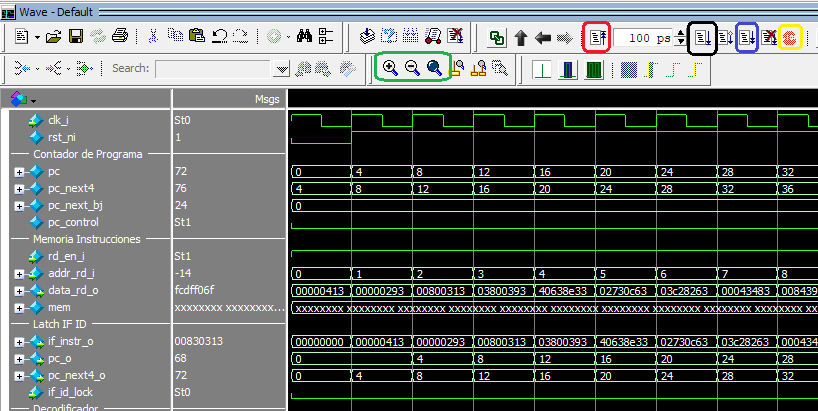 Wave - Default
100 ps
Search:
Msgs
clk_i St0
rst_ni 1
Contador de Programa
pc 72 0 4 8 12 16 20 24 28 32
pc_next4 76 4 8 12 16 20 24 28 32 36
pc_next_bj 24 0
pc_control St1
Memoria Instrucciones
rd_en_i St1
addr_rd_i -14 0 1 2 3 4 5 6 7 8
data_rd_o fcdff06f 00000413 00000293 00800313 03800393 40638e33 02730c63 03c28263 00043483 008439
mem xxxxxxxx xxxxxxxx... xxxxxxxx xxxxxxxx xxxxxxxx xxxxxxxx xxxxxxxx xxxxxxxx xxxxxxxx xxxxxxxx
Latch IF ID
if_instr_o 00830313 00000000 00000413 00000293 00800313 03800393 40638e33 02730c63 03c28263 000434
pc_o 68 0 4 8 12 16 20 24 28
pc_next4_o 72 0 4 8 12 16 20 24 28 32
if_id_lock St0
Decodificador